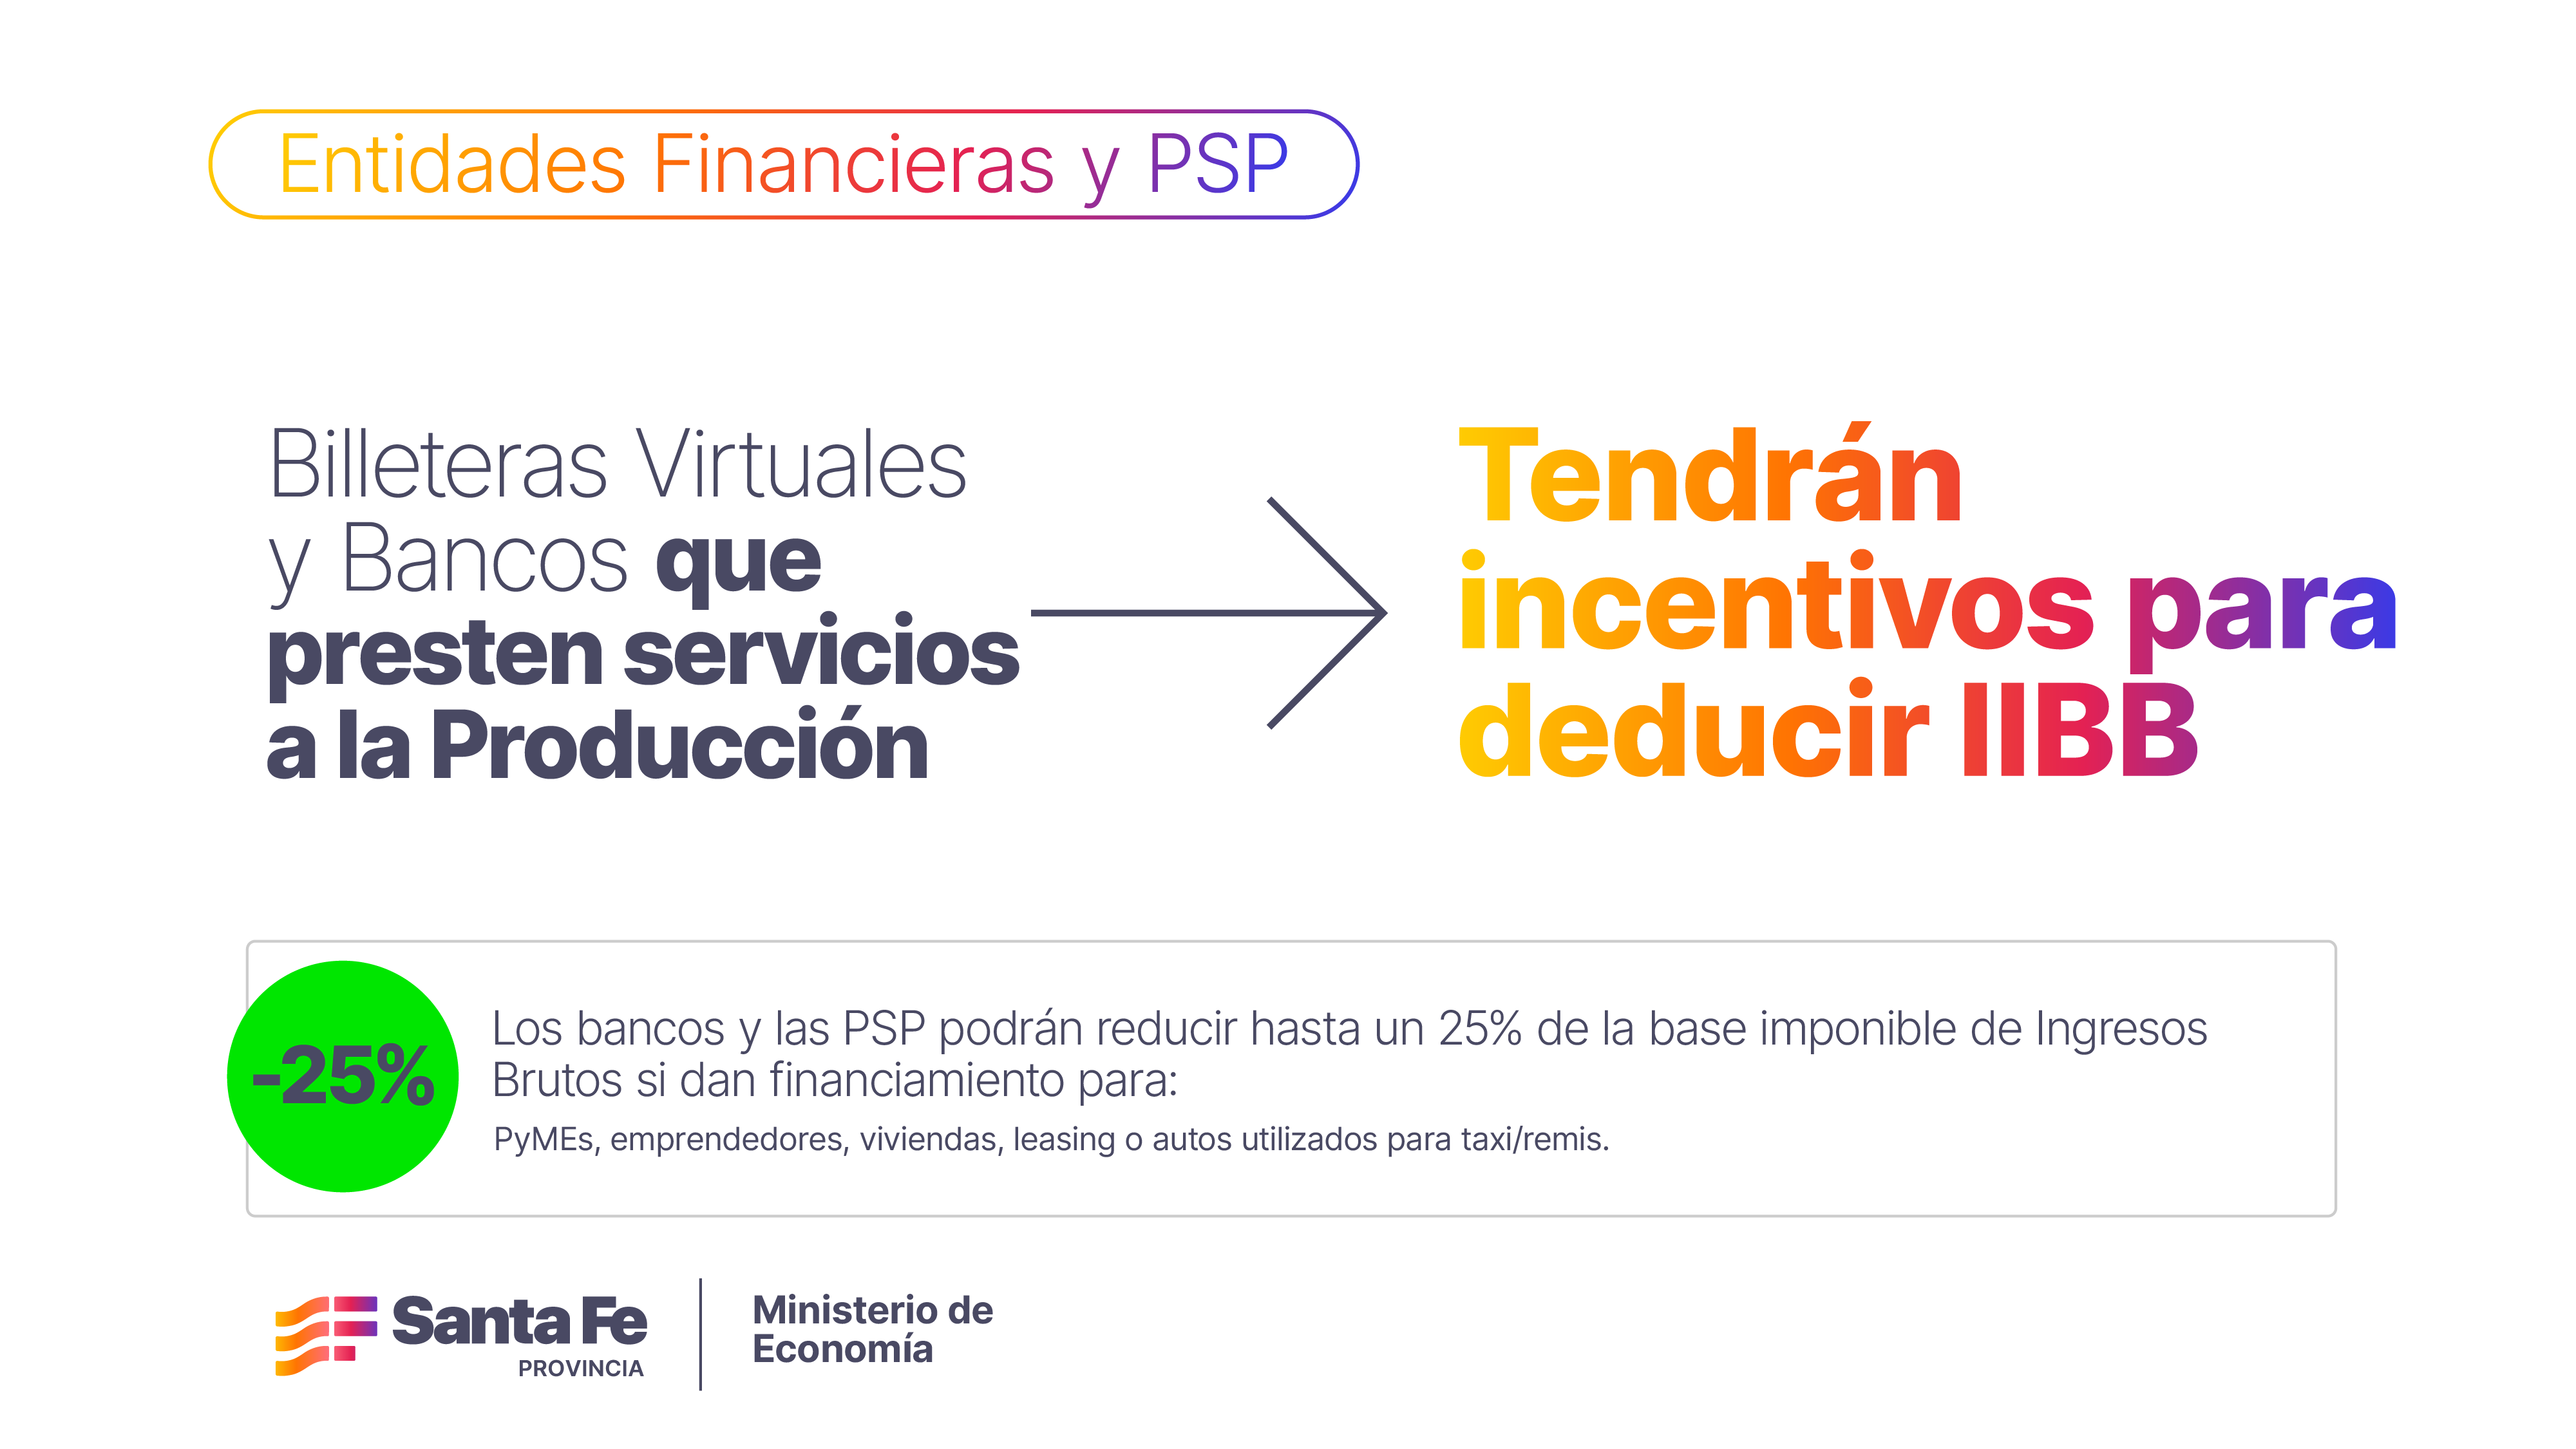 Entidades Financieras y PSP
Billeteras Virtuales
y Bancos que
presten servicios
a la Producción
Tendrán
incentivos para
deducir IIBB
-25%
Los bancos y las PSP podrán reducir hasta un 25% de la base imponible de Ingresos
Brutos si dan financiamiento para:
PyMEs, emprendedores, viviendas, leasing o autos utilizados para taxi/remis.
Santa Fe
PROVINCIA
Ministerio de
Economía